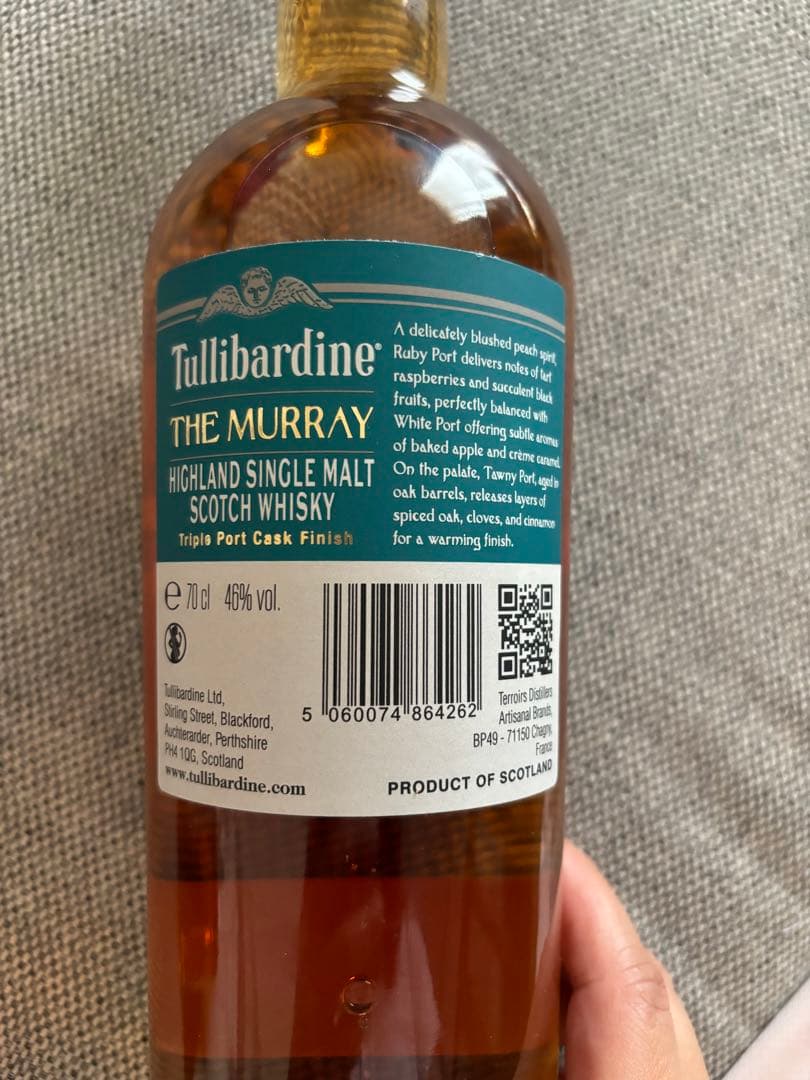 Tullibardine®
THE MURRAY
HIGHLAND SINGLE MALT
SCOTCH WHISKY
Triple Port Cask Finish
A delicately blushed peach spirit,
Ruby Port delivers notes of tart
raspberries and succulent black
fruits, perfectly balanced with
White Port offering subtle aromas
of baked apple and crème caramel.
On the palate, Tawny Port, aged in
oak barrels, releases layers of
spiced oak, cloves, and cinnamon
for a warming finish.
e 70 cl 46% vol.
5 060074 864262
Tullibardine Ltd,
Stirling Street, Blackford,
Auchterarder, Perthshire
PH4 1QG, Scotland
www.tullibardine.com
Terroirs Distillers
Artisanal Brands,
BP49 - 71150 Chagny,
France
PRODUCT OF SCOTLAND